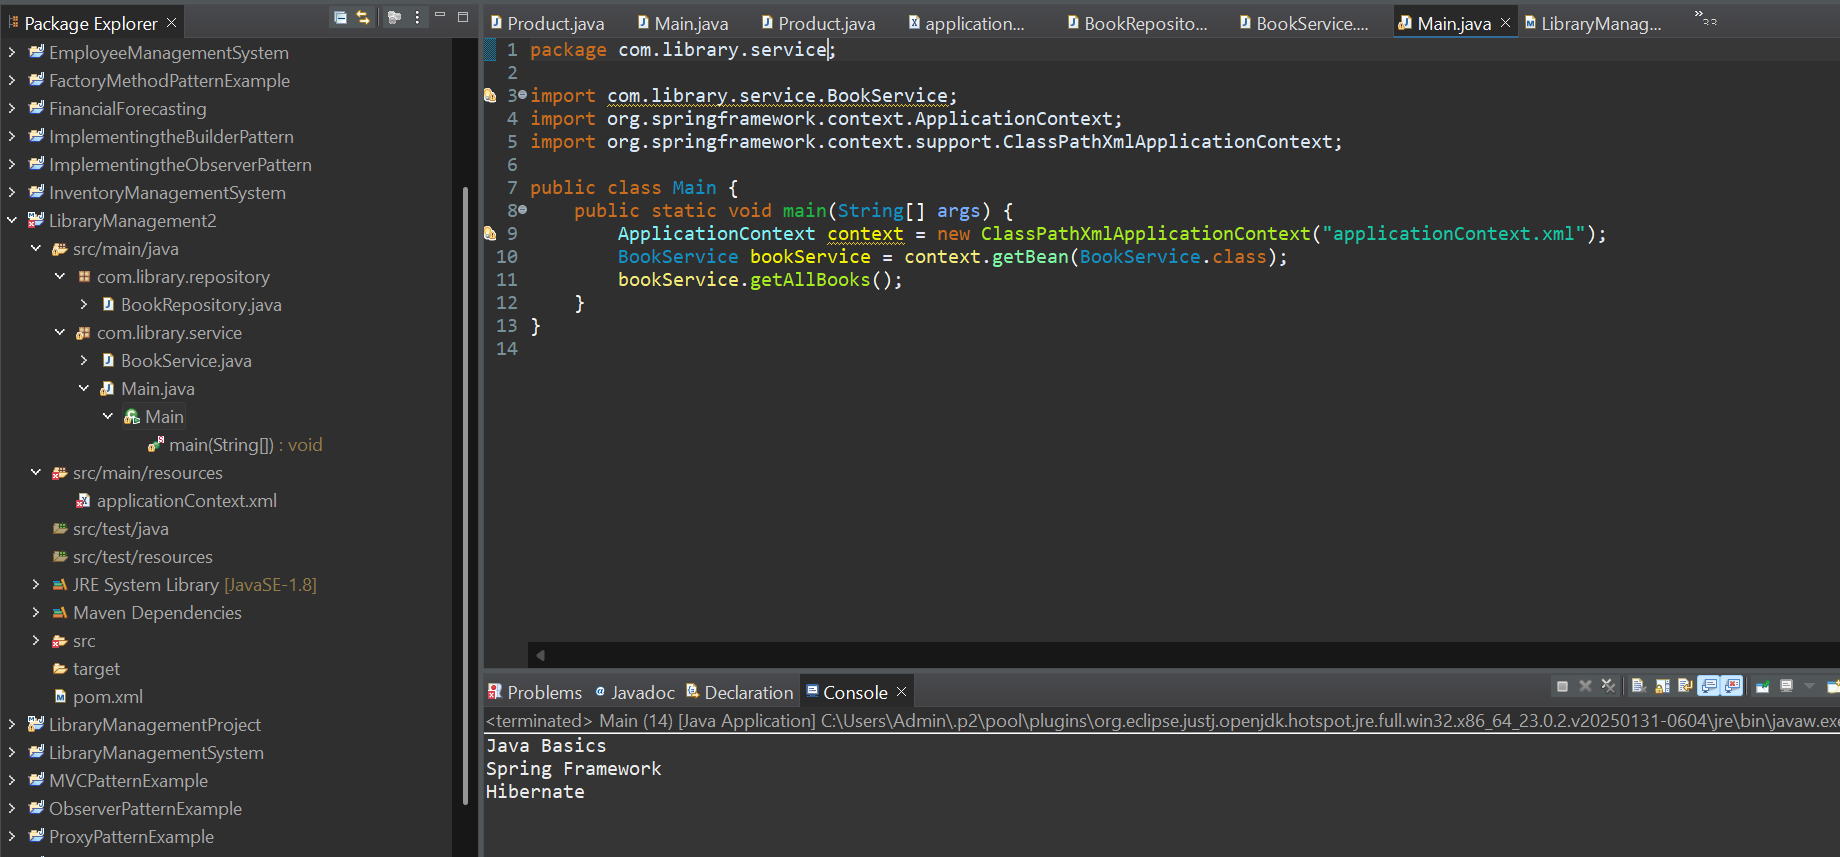 Package Explorer
EmployeeManagementSystem
FactoryMethodPatternExample
FinancialForecasting
ImplementingtheBuilderPattern
ImplementingtheObserverPattern
InventoryManagementSystem
LibraryManagement2
src/main/java
com.library.repository
BookRepository.java
com.library.service
BookService.java
Main.java
Main
main(String[]) : void
src/main/resources
applicationContext.xml
src/test/java
src/test/resources
JRE System Library [JavaSE-1.8]
Maven Dependencies
src
target
pom.xml
LibraryManagementProject
LibraryManagementSystem
MVCPatternExample
ObserverPatternExample
ProxyPatternExample
Product.java Main.java Product.java application... BookReposito... BookService.... Main.java LibraryManag...
1 package com.library.service;
2
3 import com.library.service.BookService;
4 import org.springframework.context.ApplicationContext;
5 import org.springframework.context.support.ClassPathXmlApplicationContext;
6
7 public class Main {
8 public static void main(String[] args) {
9 ApplicationContext context = new ClassPathXmlApplicationContext("applicationContext.xml");
10 BookService bookService = context.getBean(BookService.class);
11 bookService.getAllBooks();
12 }
13 }
14
Problems @ Javadoc Declaration Console
<terminated> Main (14) [Java Application] C:\Users\Admin\.p2\pool\plugins\org.eclipse.justj.openjdk.hotspot.jre.full.win32.x86_64_23.0.2.v20250131-0604\jre\bin\javaw.exe
Java Basics
Spring Framework
Hibernate